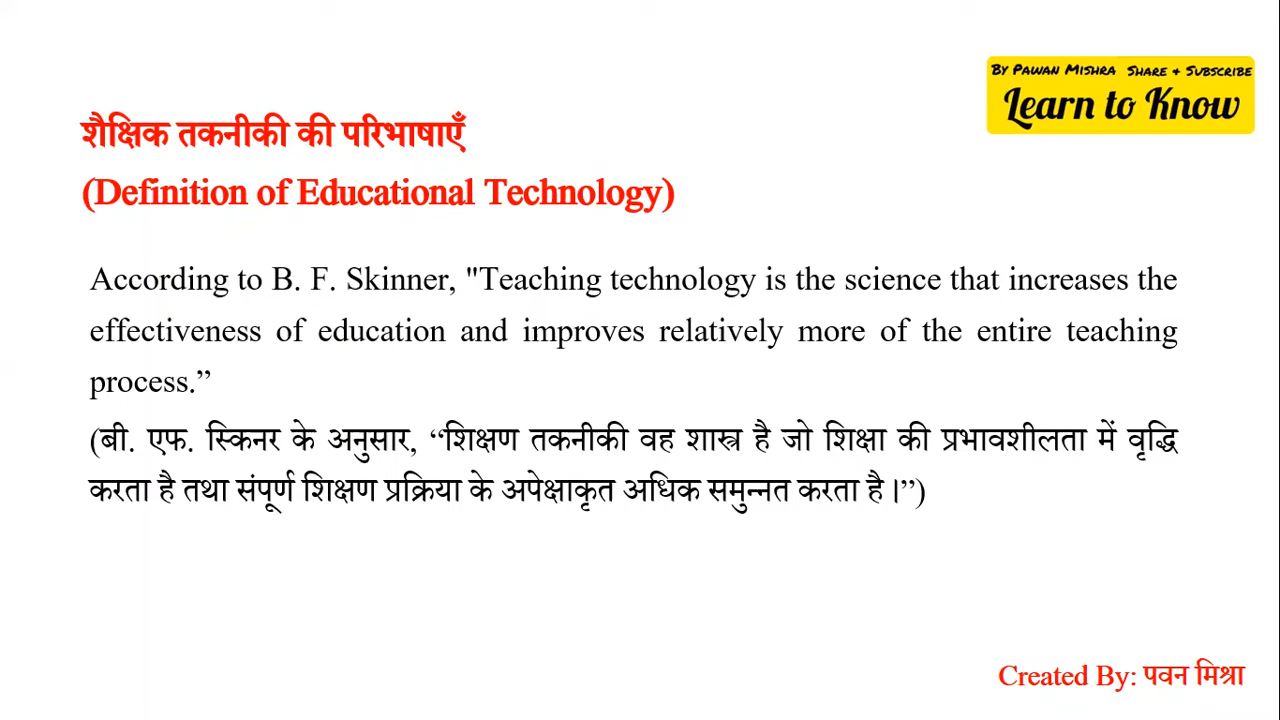 By Pawan Mishra Share & Subscribe
Learn to Know
शैक्षिक तकनीकी की परिभाषाएँ
(Definition of Educational Technology)
According to B. F. Skinner, "Teaching technology is the science that increases the
effectiveness of education and improves relatively more of the entire teaching
process.”
(बी. एफ. स्किनर के अनुसार, “शिक्षण तकनीकी वह शास्त्र है जो शिक्षा की प्रभावशीलता में वृद्धि
करता है तथा संपूर्ण शिक्षण प्रक्रिया के अपेक्षाकृत अधिक समुन्नत करता है।”)
Created By: पवन मिश्रा